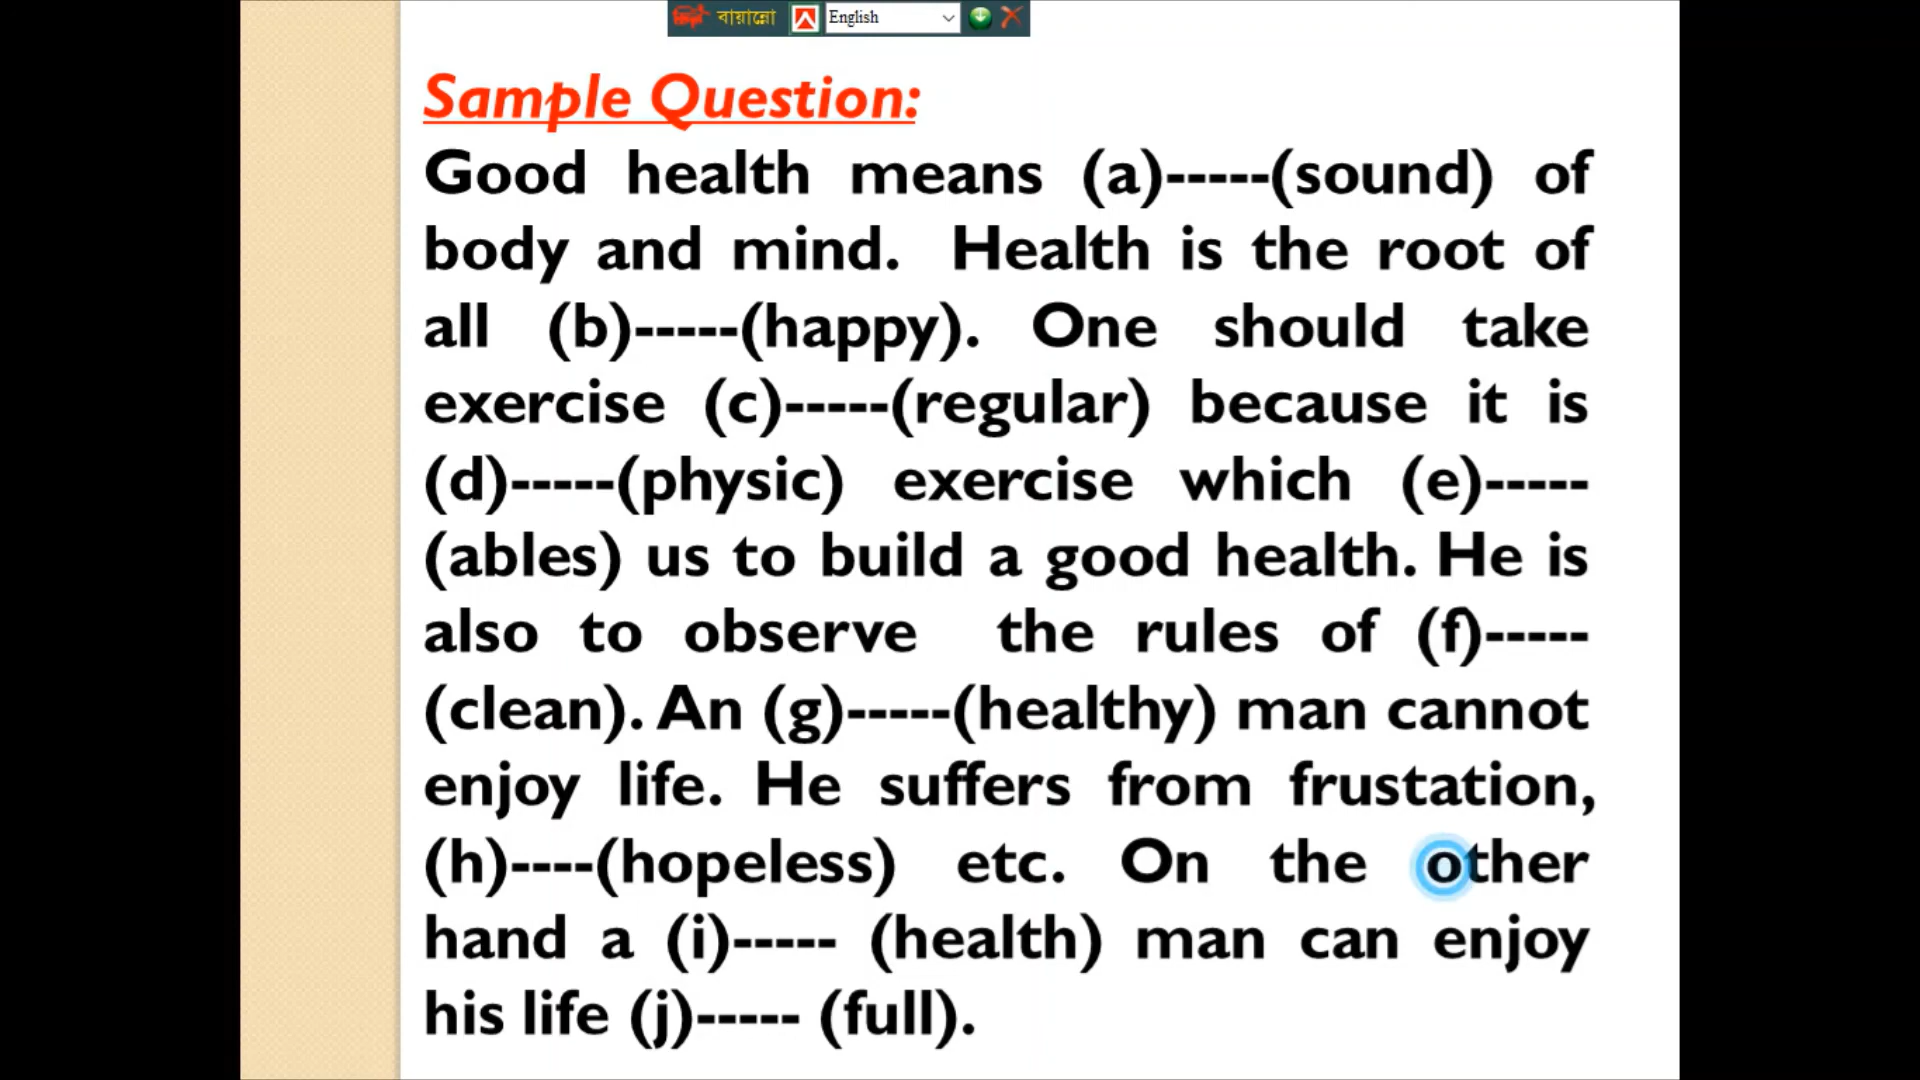 বায়ান্নো English
Sample Question:
Good health means (a)-----(sound) of
body and mind. Health is the root of
all (b)-----(happy). One should take
exercise (c)-----(regular) because it is
(d)-----(physic) exercise which (e)-----
(ables) us to build a good health. He is
also to observe the rules of (f)-----
(clean). An (g)-----(healthy) man cannot
enjoy life. He suffers from frustation,
(h)----(hopeless) etc. On the other
hand a (i)----- (health) man can enjoy
his life (j)----- (full).